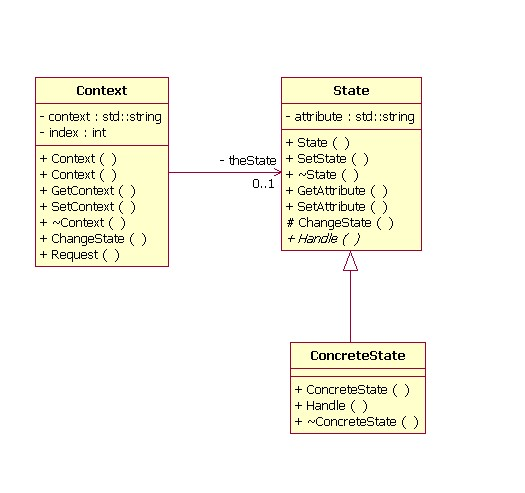 Context
- context : std::string
- index : int
+ Context ( )
+ Context ( )
+ GetContext ( )
+ SetContext ( )
+ ~Context ( )
+ ChangeState ( )
+ Request ( )
- theState
0..1
State
- attribute : std::string
+ State ( )
+ SetState ( )
+ ~State ( )
+ GetAttribute ( )
+ SetAttribute ( )
# ChangeState ( )
+ Handle ( )
ConcreteState
+ ConcreteState ( )
+ Handle ( )
+ ~ConcreteState ( )